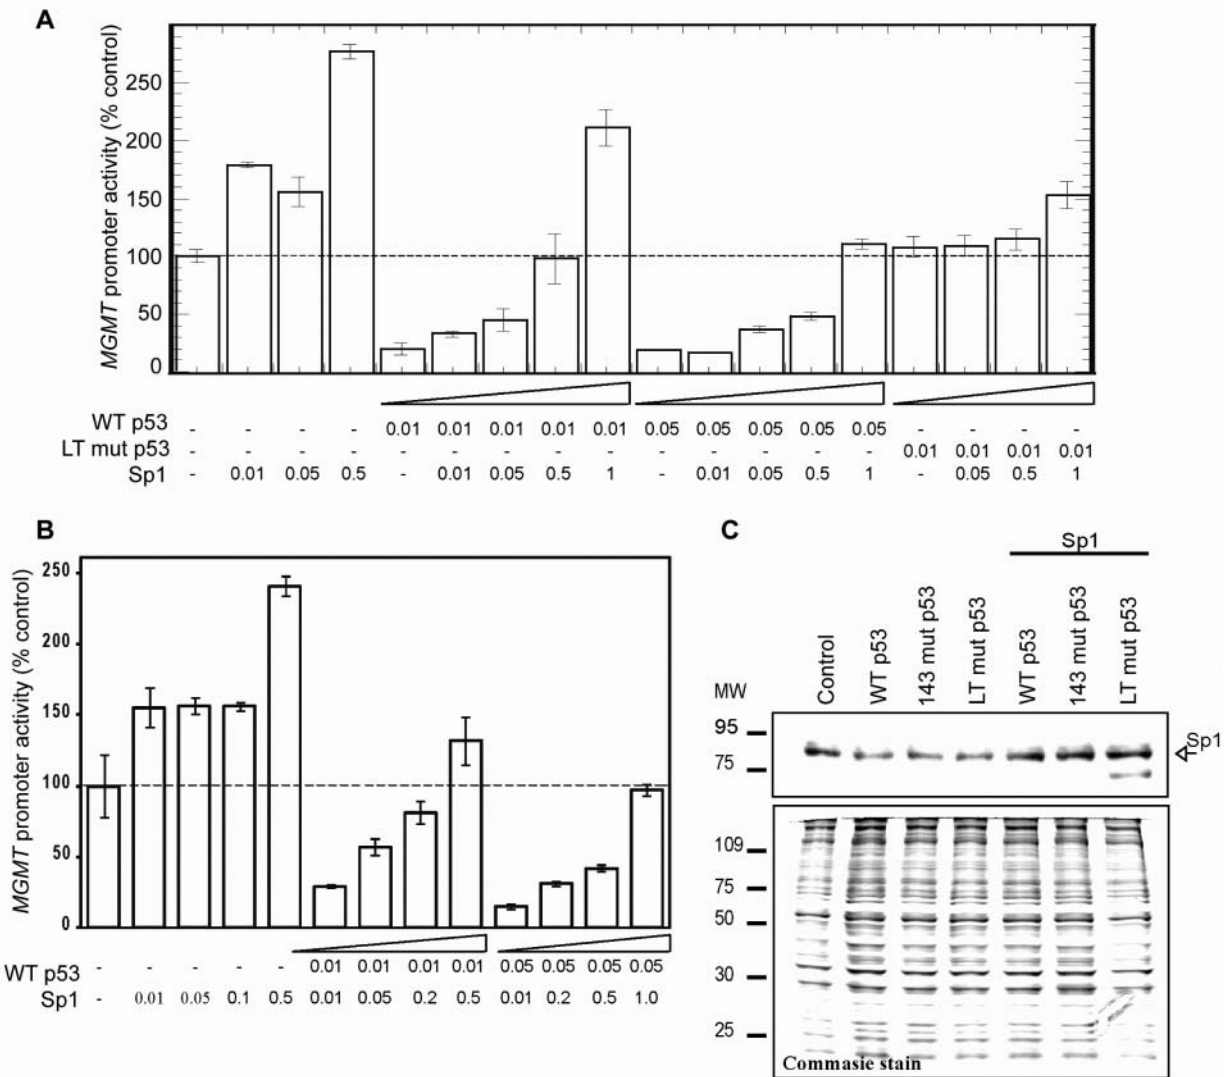 A
MGMT promoter activity (% control)
250
200
150
100
50
0
WT p53 - - - - 0.01 0.01 0.01 0.01 0.01 0.05 0.05 0.05 0.05 0.05 - - - -
LT mut p53 - - - - - - - - - - - - - - 0.01 0.01 0.01 0.01
Sp1 - 0.01 0.05 0.5 - 0.01 0.05 0.5 1 - 0.01 0.05 0.5 1 - 0.05 0.5 1
B
MGMT promoter activity (% control)
250
200
150
100
50
0
WT p53 - - - - - 0.01 0.01 0.01 0.01 0.05 0.05 0.05 0.05
Sp1 - 0.01 0.05 0.1 0.5 0.01 0.05 0.2 0.5 0.01 0.2 0.5 1.0
C
Sp1
Control
WT p53
143 mut p53
LT mut p53
WT p53
143 mut p53
LT mut p53
MW
95
75
Sp1
109
75
50
30
25
Commasie stain